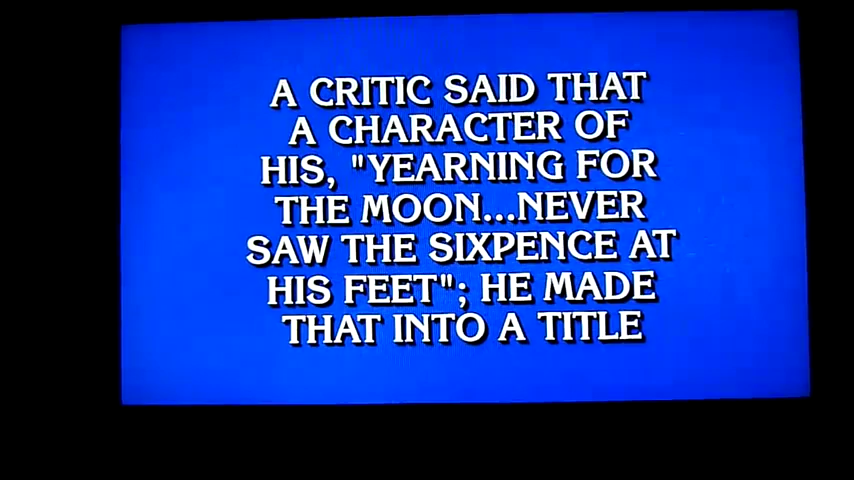 A CRITIC SAID THAT
A CHARACTER OF
HIS, "YEARNING FOR
THE MOON...NEVER
SAW THE SIXPENCE AT
HIS FEET"; HE MADE
THAT INTO A TITLE